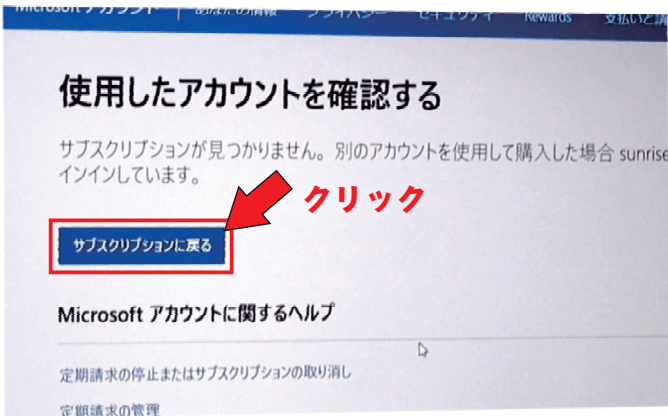 Microsoft アカウント | あなたの情報 プライバシー セキュリティ Rewards 支払いと請
使用したアカウントを確認する
サブスクリプションが見つかりません。別のアカウントを使用して購入した場合 sunrise
インインしています。
クリック
サブスクリプションに戻る
Microsoft アカウントに関するヘルプ
定期請求の停止またはサブスクリプションの取り消し
定期請求の管理